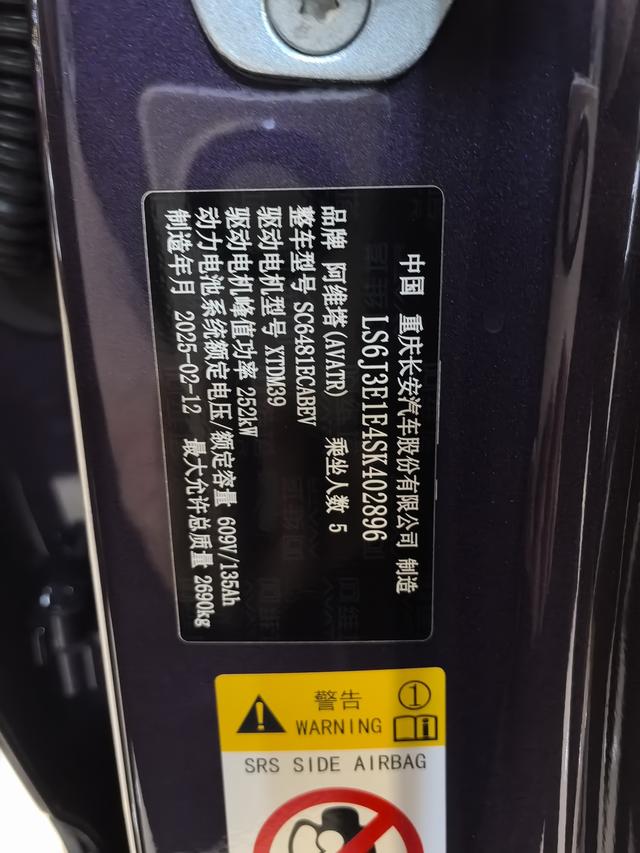 中国 重庆长安汽车股份有限公司 制造
LS6J3E1E4SK402896
品牌 阿维塔(AVATR) 乘坐人数 5
整车型号 SC6481ECABEV
驱动电机型号 XTDM39
驱动电机峰值功率 252kW
动力电池系统额定电压/额定容量 609V/135Ah
制造年月 2025-02-12 最大允许总质量 2690kg
警告 ①
WARNING
SRS SIDE AIRBAG